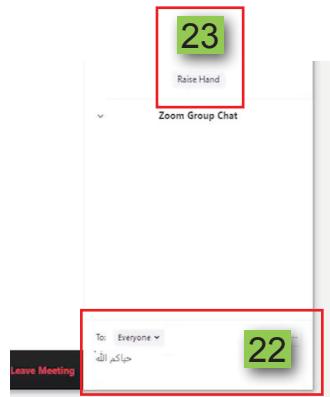 23
Raise Hand
Zoom Group Chat
To: Everyone
22
حياكم الله
Leave Meeting